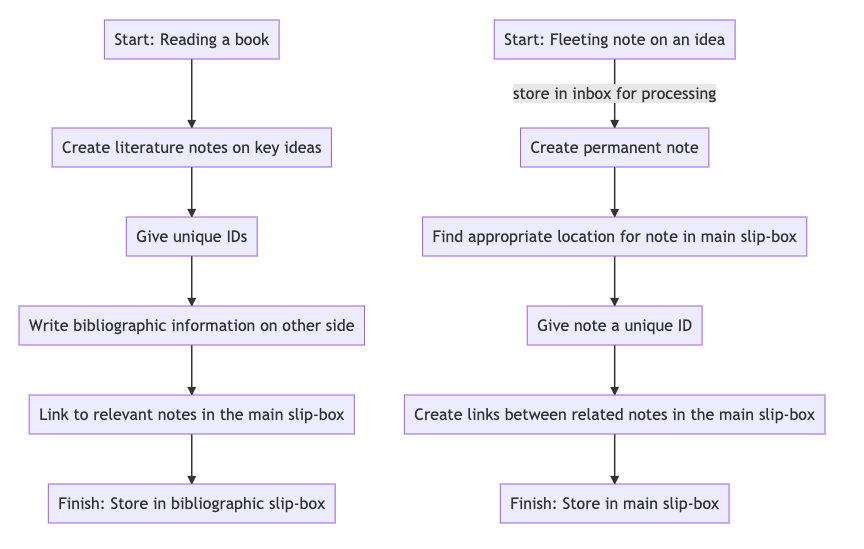 Start: Reading a book
Create literature notes on key ideas
Give unique IDs
Write bibliographic information on other side
Link to relevant notes in the main slip-box
Finish: Store in bibliographic slip-box
Start: Fleeting note on an idea
store in inbox for processing
Create permanent note
Find appropriate location for note in main slip-box
Give note a unique ID
Create links between related notes in the main slip-box
Finish: Store in main slip-box